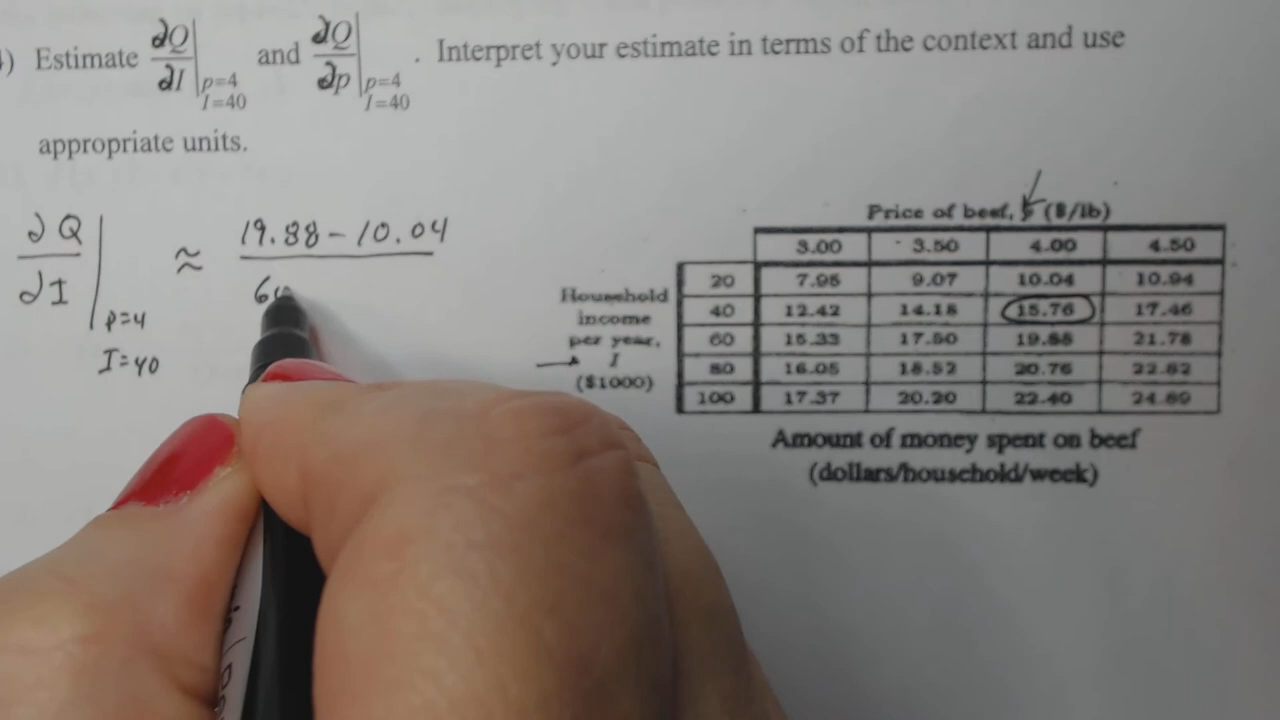 4) Estimate ∂Q/∂I | p=4 I=40 and ∂Q/∂p | p=4 I=40 . Interpret your estimate in terms of the context and use
appropriate units.
∂Q/∂I | p=4 I=40 ≈ 19.88 - 10.04 / 60
Price of beef, ($/lb)
3.00 3.50 4.00 4.50
Household income per year, I ($1000)
20 7.95 9.07 10.04 10.94
40 12.42 14.18 15.76 17.46
60 15.33 17.50 19.88 21.78
80 16.05 18.52 20.76 22.82
100 17.37 20.20 22.40 24.89
Amount of money spent on beef
(dollars/household/week)